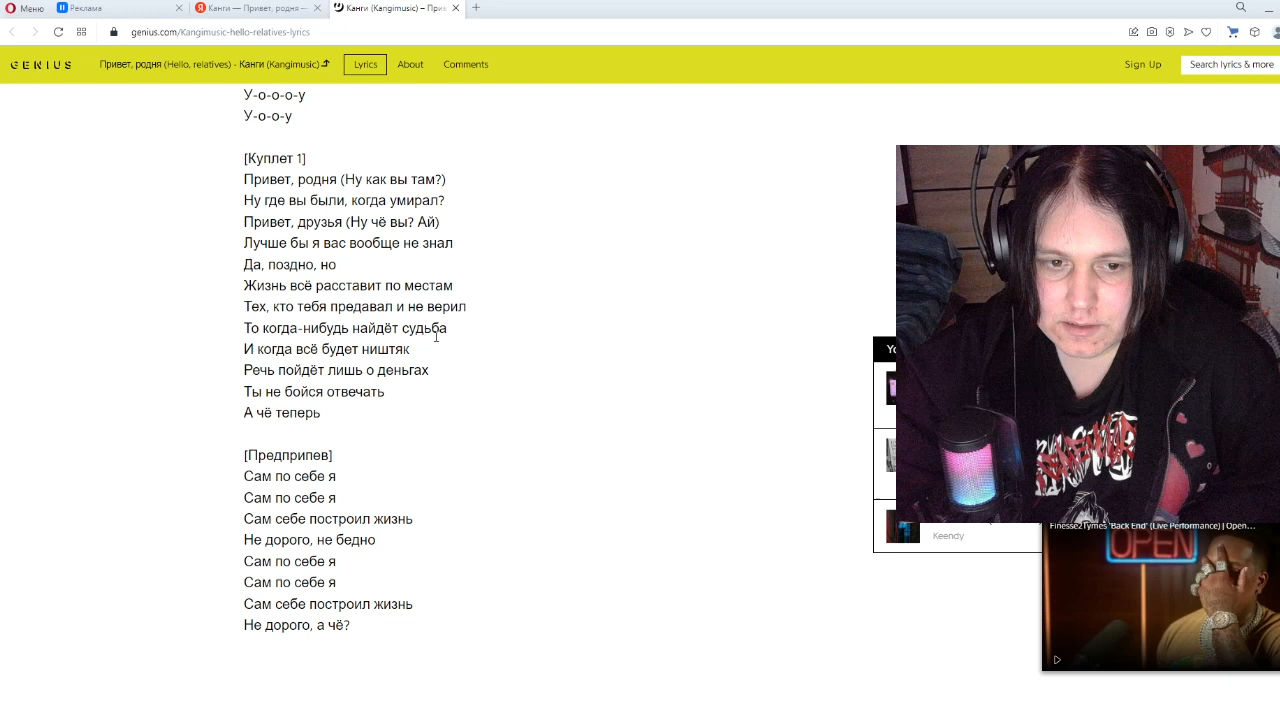 Меню
Реклама
Канги — Привет, родня —
Канги (Kangimusic) – Прив
genius.com/Kangimusic-hello-relatives-lyrics
GENIUS
Привет, родня (Hello, relatives) - Канги (Kangimusic)
Lyrics
About
Comments
Sign Up
Search lyrics & more
У-о-о-о-у
У-о-о-у
[Куплет 1]
Привет, родня (Ну как вы там?)
Ну где вы были, когда умирал?
Привет, друзья (Ну чё вы? Ай)
Лучше бы я вас вообще не знал
Да, поздно, но
Жизнь всё расставит по местам
Тех, кто тебя предавал и не верил
То когда-нибудь найдёт судьба
И когда всё будет ништяк
Речь пойдёт лишь о деньгах
Ты не бойся отвечать
А чё теперь
[Предприпев]
Сам по себе я
Сам по себе я
Сам себе построил жизнь
Не дорого, не бедно
Сам по себе я
Сам по себе я
Сам себе построил жизнь
Не дорого, а чё?
Yo
Keendy
Finesse2Tymes 'Back End' (Live Performance) | Open...
OPEN